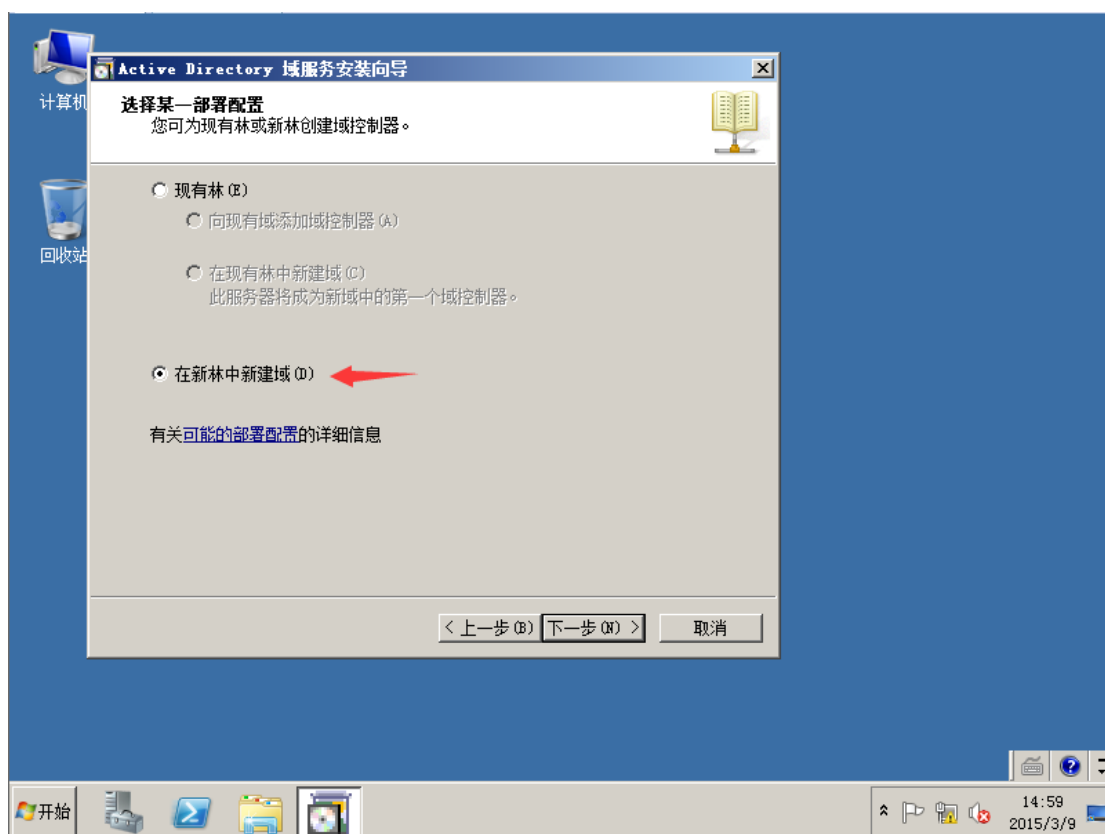 计算机
回收站
Active Directory 域服务安装向导
选择某一部署配置
您可为现有林或新林创建域控制器。
现有林(E)
向现有域添加域控制器(A)
在现有林中新建域(C)
此服务器将成为新域中的第一个域控制器。
在新林中新建域(D)
有关可能的部署配置的详细信息
< 上一步(B) 下一步(N) > 取消
开始
14:59
2015/3/9